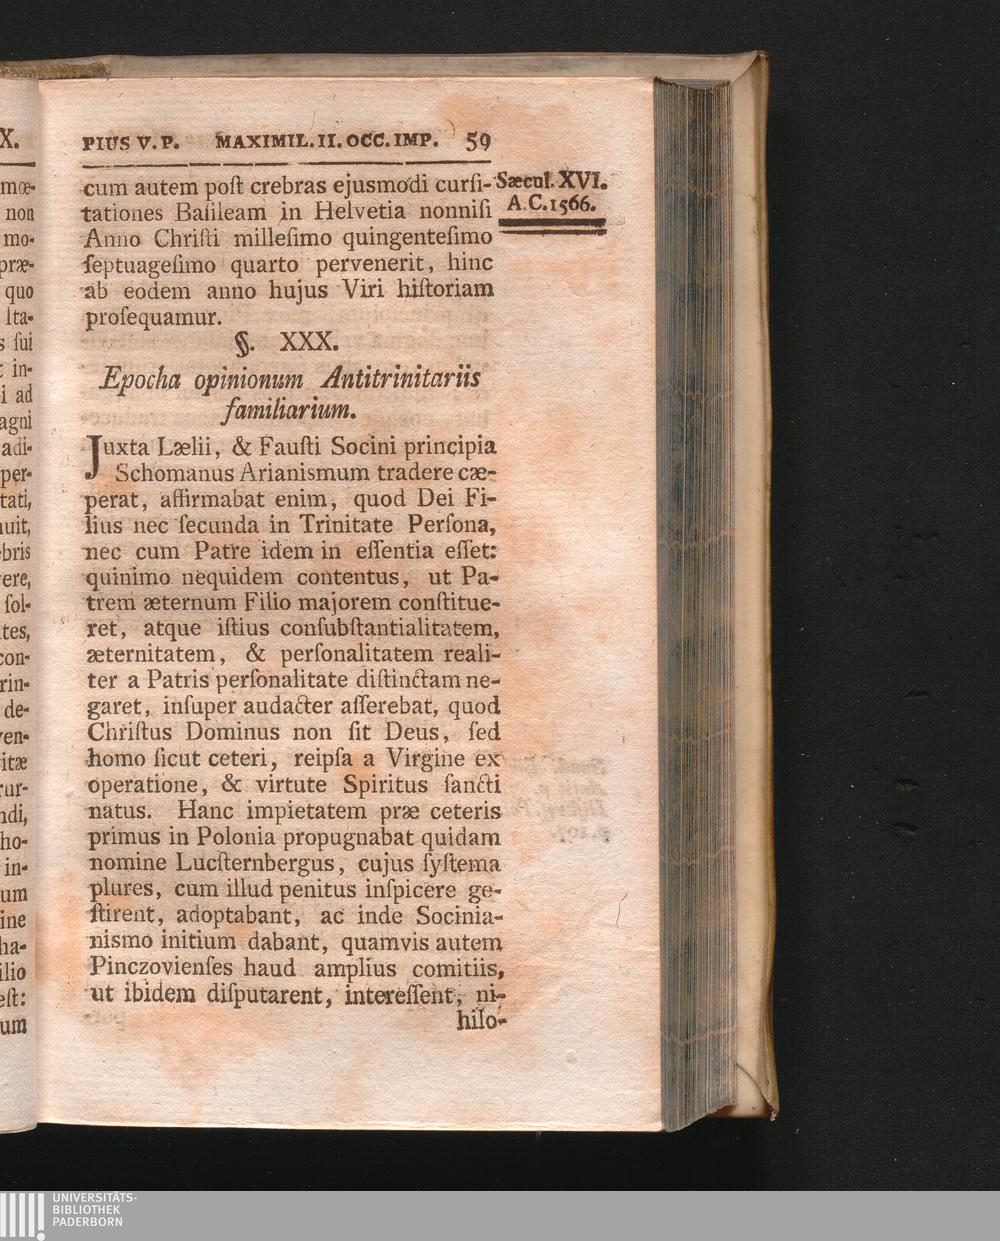 PIUS V. P. MAXIMIL. II. OCC. IMP. 59
Sæcul. XVI.
A. C. 1566.
cum autem poſt crebras ejusmodi curſi-
tationes Baſileam in Helvetia nonniſi
Anno Chriſti milleſimo quingenteſimo
ſeptuageſimo quarto pervenerit, hinc
ab eodem anno hujus Viri hiſtoriam
proſequamur.
§. XXX.
Epocha opinionum Antitrinitariis
familiarium.
Juxta Lælii, & Fauſti Socini principia
Schomanus Arianismum tradere cæ-
perat, affirmabat enim, quod Dei Fi-
lius nec ſecunda in Trinitate Perſona,
nec cum Patre idem in eſſentia eſſet:
quinimo nequidem contentus, ut Pa-
trem æternum Filio majorem conſtitue-
ret, atque iſtius conſubſtantialitatem,
æternitatem, & perſonalitatem reali-
ter a Patris perſonalitate diſtinctam ne-
garet, inſuper audacter aſſerebat, quod
Chriſtus Dominus non ſit Deus, ſed
homo ſicut ceteri, reipſa a Virgine ex
operatione, & virtute Spiritus ſancti
natus. Hanc impietatem præ ceteris
primus in Polonia propugnabat quidam
nomine Lucſternbergus, cujus ſyſtema
plures, cum illud penitus inſpicere ge-
ſtirent, adoptabant, ac inde Socinia-
nismo initium dabant, quamvis autem
Pinczovienſes haud amplius comitiis,
ut ibidem diſputarent, intereſſent, ni-
hilo-
UNIVERSITÄTS-
BIBLIOTHEK
PADERBORN